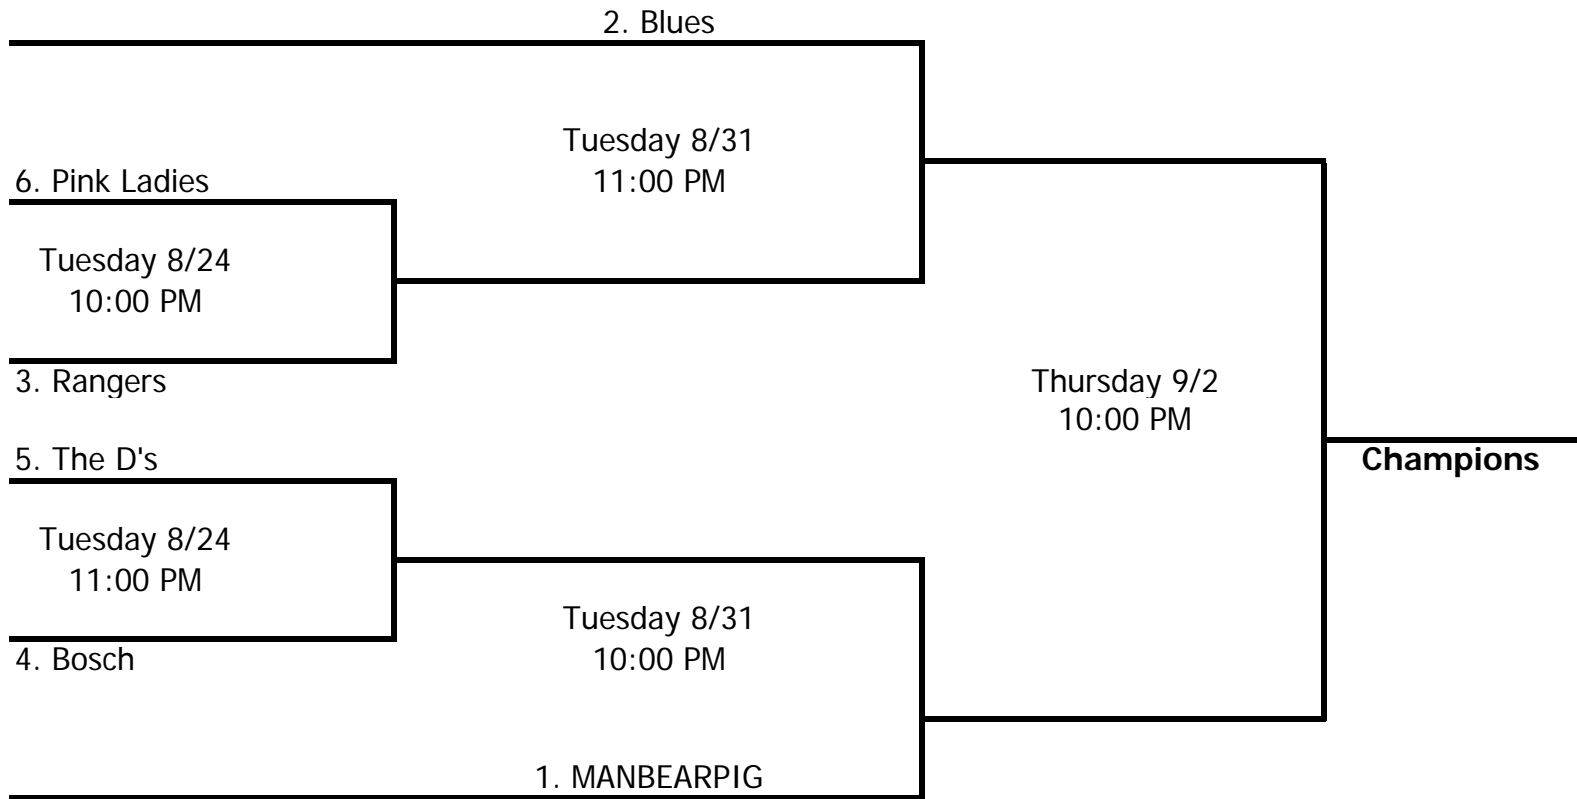 2. Blues
Tuesday 8/31
11:00 PM
6. Pink Ladies
Tuesday 8/24
10:00 PM
3. Rangers
Thursday 9/2
10:00 PM
5. The D's
Champions
Tuesday 8/24
11:00 PM
Tuesday 8/31
10:00 PM
4. Bosch
1. MANBEARPIG